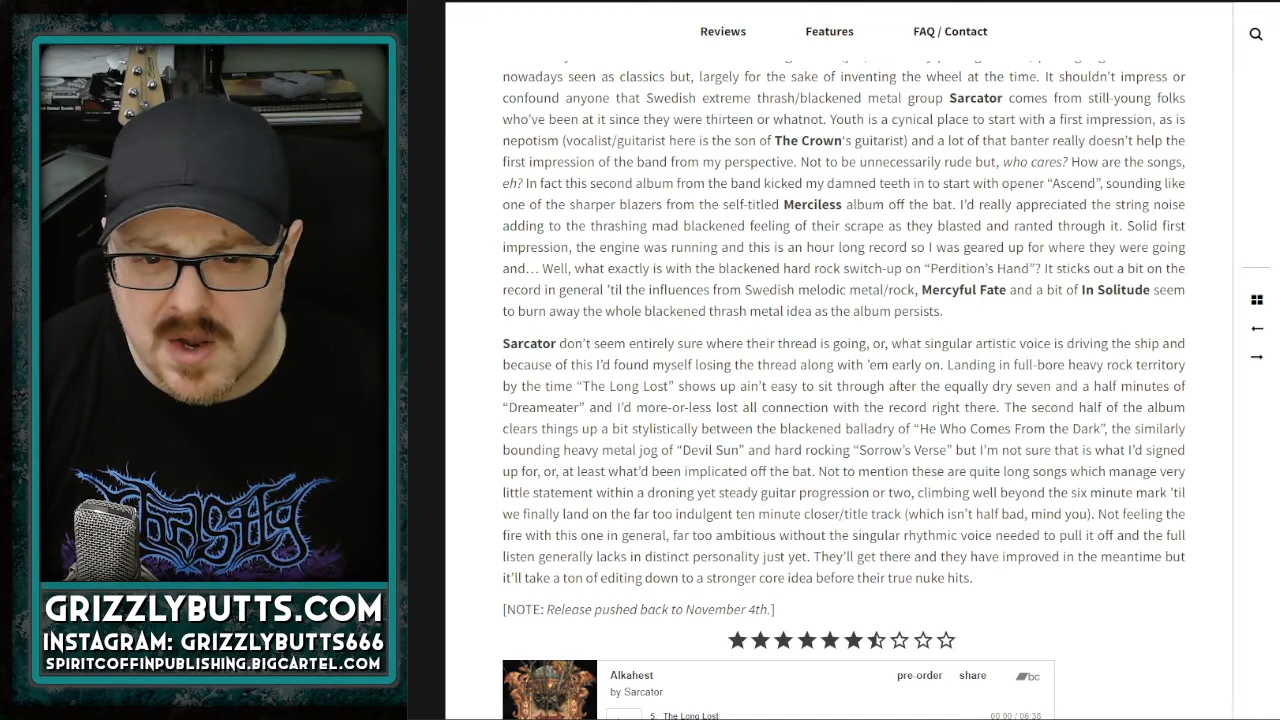 Reviews
Features
FAQ / Contact
nowadays seen as classics but, largely for the sake of inventing the wheel at the time. It shouldn't impress or
confound anyone that Swedish extreme thrash/blackened metal group Sarcator comes from still-young folks
who've been at it since they were thirteen or whatnot. Youth is a cynical place to start with a first impression, as is
nepotism (vocalist/guitarist here is the son of The Crown's guitarist) and a lot of that banter really doesn't help the
first impression of the band from my perspective. Not to be unnecessarily rude but, who cares? How are the songs,
eh? In fact this second album from the band kicked my damned teeth in to start with opener “Ascend”, sounding like
one of the sharper blazers from the self-titled Merciless album off the bat. I'd really appreciated the string noise
adding to the thrashing mad blackened feeling of their scrape as they blasted and ranted through it. Solid first
impression, the engine was running and this is an hour long record so I was geared up for where they were going
and… Well, what exactly is with the blackened hard rock switch-up on “Perdition's Hand”? It sticks out a bit on the
record in general 'til the influences from Swedish melodic metal/rock, Mercyful Fate and a bit of In Solitude seem
to burn away the whole blackened thrash metal idea as the album persists.
Sarcator don't seem entirely sure where their thread is going, or, what singular artistic voice is driving the ship and
because of this I'd found myself losing the thread along with 'em early on. Landing in full-bore heavy rock territory
by the time “The Long Lost” shows up ain't easy to sit through after the equally dry seven and a half minutes of
“Dreameater” and I'd more-or-less lost all connection with the record right there. The second half of the album
clears things up a bit stylistically between the blackened balladry of “He Who Comes From the Dark”, the similarly
bounding heavy metal jog of “Devil Sun” and hard rocking “Sorrow's Verse” but I'm not sure that is what I'd signed
up for, or, at least what'd been implicated off the bat. Not to mention these are quite long songs which manage very
little statement within a droning yet steady guitar progression or two, climbing well beyond the six minute mark 'til
we finally land on the far too indulgent ten minute closer/title track (which isn't half bad, mind you). Not feeling the
fire with this one in general, far too ambitious without the singular rhythmic voice needed to pull it off and the full
listen generally lacks in distinct personality just yet. They'll get there and they have improved in the meantime but
it'll take a ton of editing down to a stronger core idea before their true nuke hits.
[NOTE: Release pushed back to November 4th.]
Alkahest
pre-order
share
bc
by Sarcator
5. The Long Lost
00:00 / 06:38
GRIZZLYBUTTS.COM
INSTAGRAM: GRIZZLYBUTTS666
SPIRITCOFFINPUBLISHING.BIGCARTEL.COM